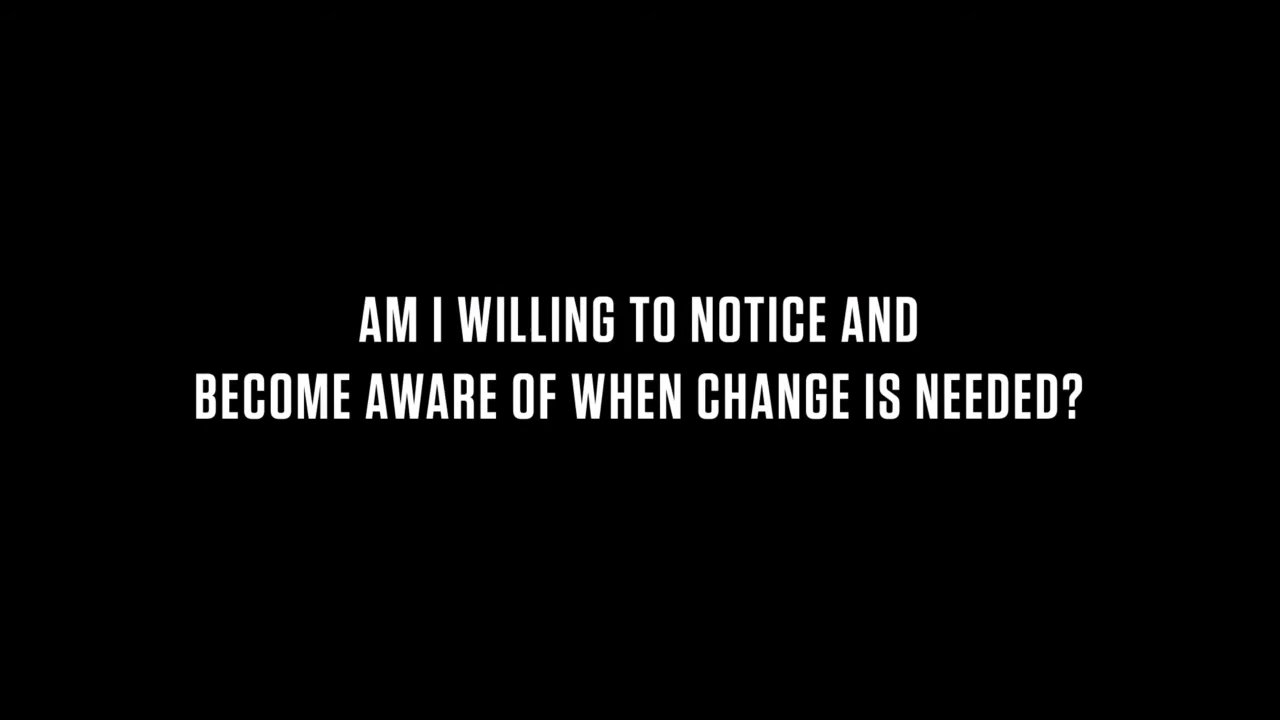 AM I WILLING TO NOTICE AND
BECOME AWARE OF WHEN CHANGE IS NEEDED?